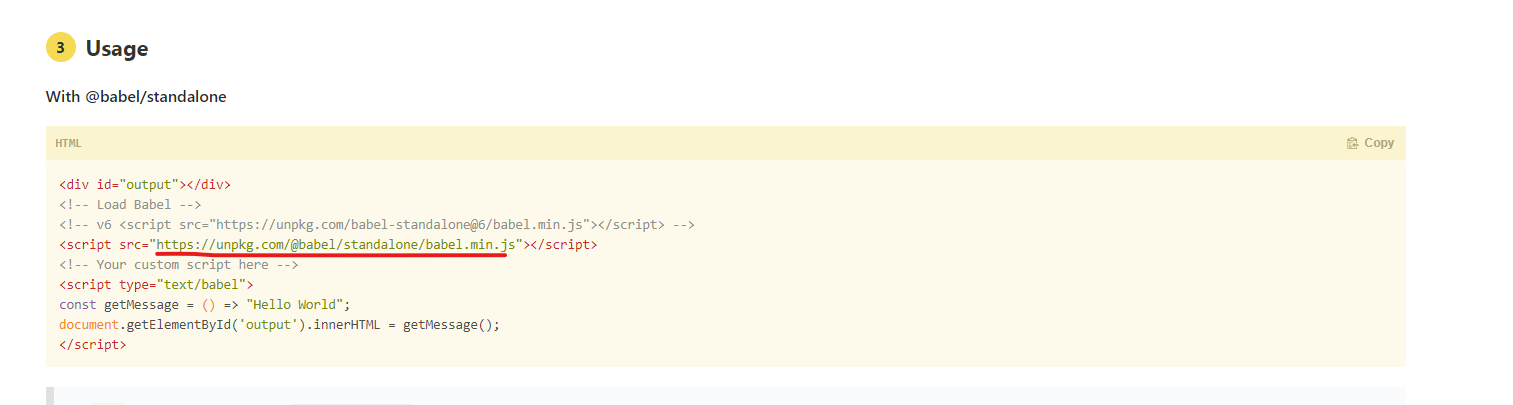 3 Usage
With @babel/standalone
HTML
Copy
<div id="output"></div>
<!-- Load Babel -->
<!-- v6 <script src="https://unpkg.com/babel-standalone@6/babel.min.js"></script> -->
<script src="https://unpkg.com/@babel/standalone/babel.min.js"></script>
<!-- Your custom script here -->
<script type="text/babel">
const getMessage = () => "Hello World";
document.getElementById('output').innerHTML = getMessage();
</script>